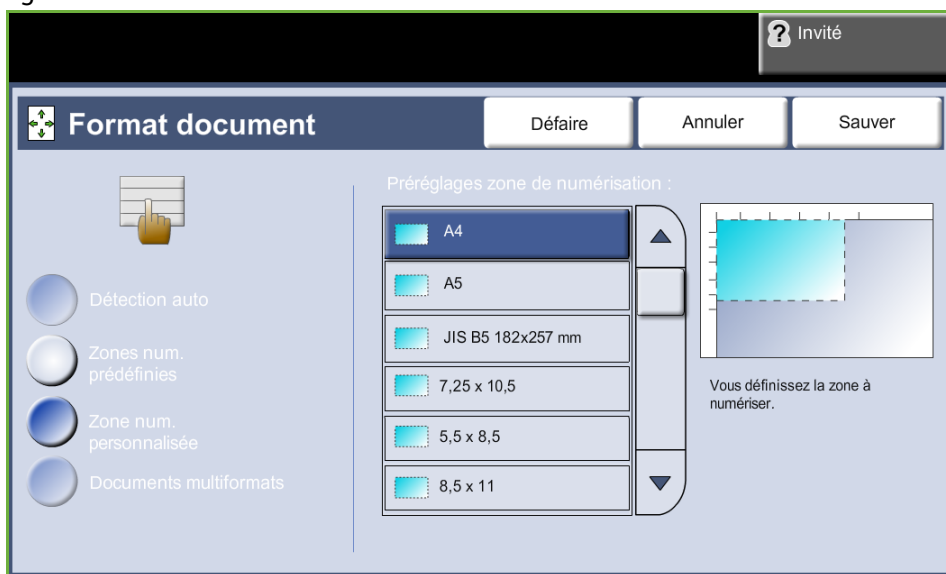 Invité
Format document
Défaire
Annuler
Sauver
Préréglages zone de numérisation :
Détection auto
Zones num.
prédéfinies
Zone num.
personnalisée
Documents multiformats
A4
A5
JIS B5 182x257 mm
7,25 x 10,5
5,5 x 8,5
8,5 x 11
Vous définissez la zone à
numériser.